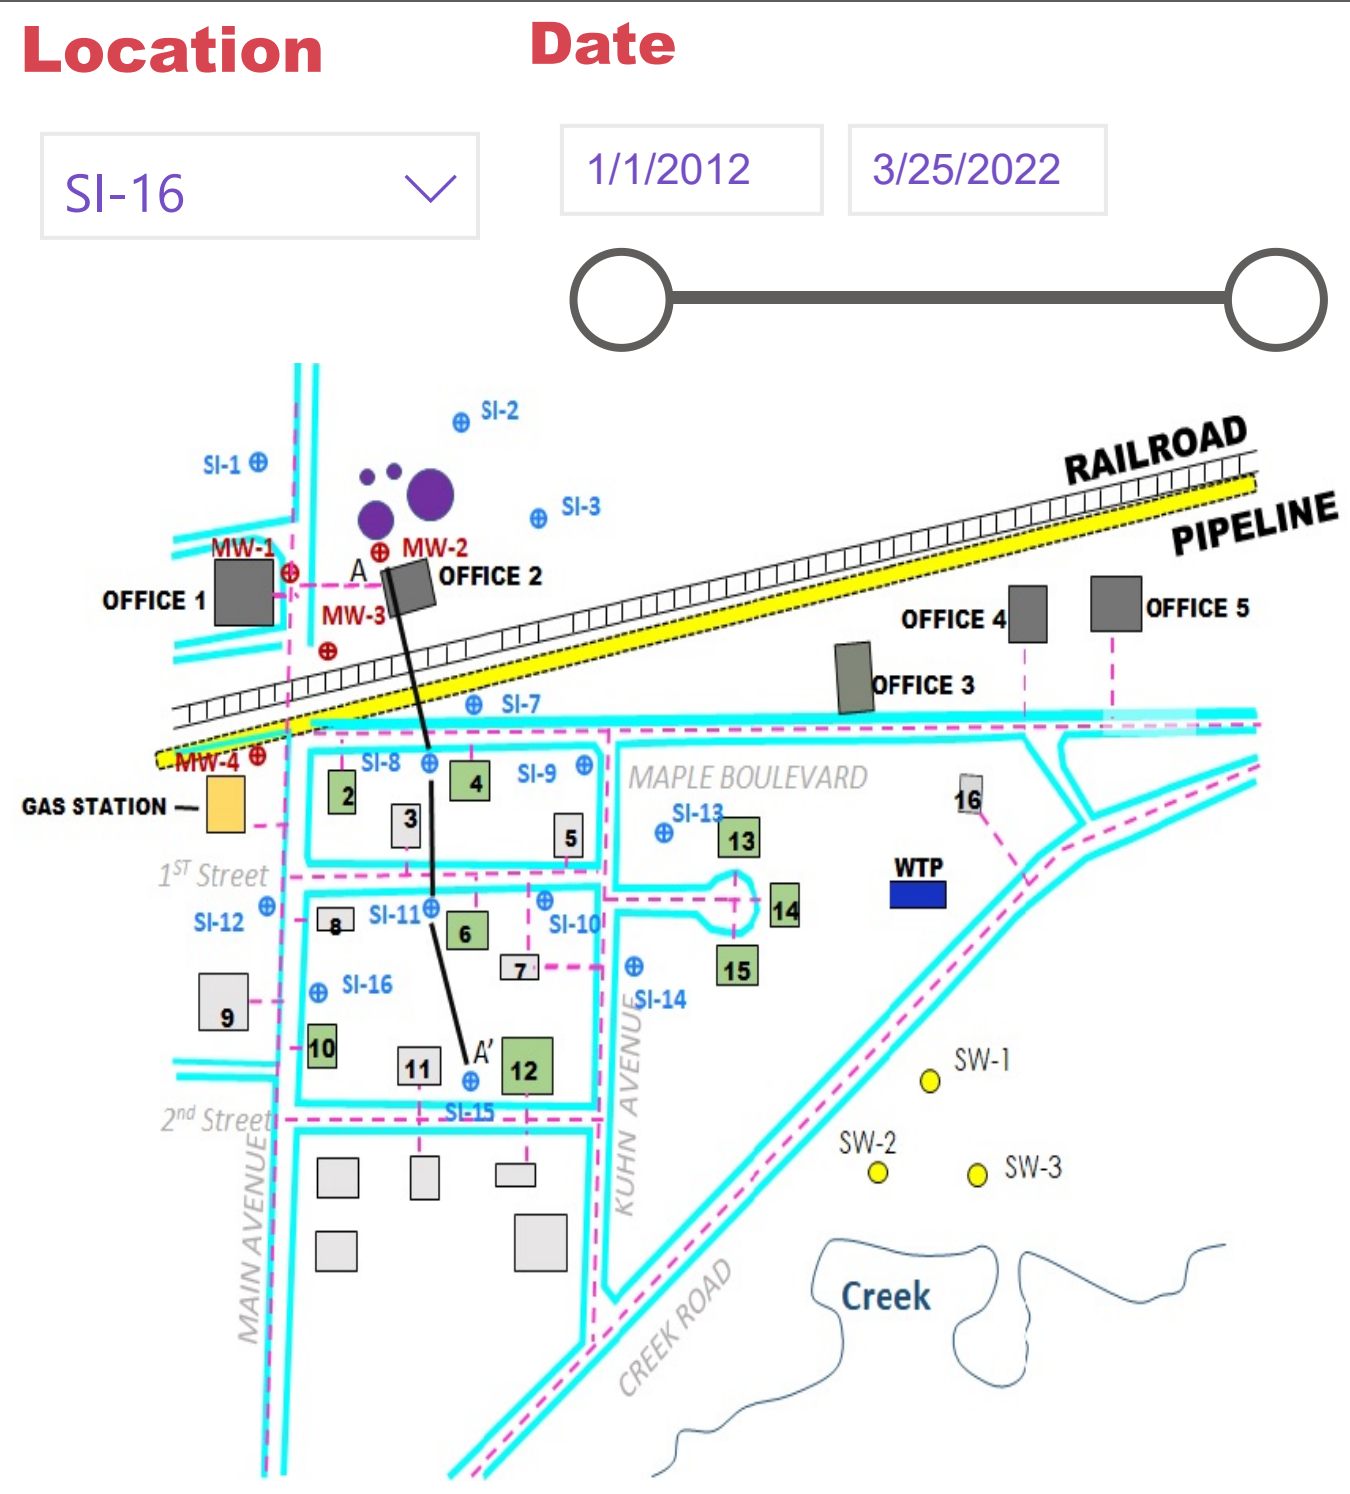 Location
Date
SI-16
1/1/2012
3/25/2022
SI-2
SI-1
SI-3
RAILROAD
PIPELINE
MW-1
MW-2
A
OFFICE 2
OFFICE 1
MW-3
OFFICE 4
OFFICE 5
OFFICE 3
SI-7
MW-4
SI-8
SI-9
MAPLE BOULEVARD
GAS STATION
2
4
3
5
SI-13
13
16
1ST Street
WTP
SI-12
8
SI-11
6
SI-10
14
7
15
SI-16
SI-14
9
10
11
A'
12
SI-15
2nd Street
KUHN AVENUE
MAIN AVENUE
SW-1
SW-2
SW-3
Creek
CREEK ROAD